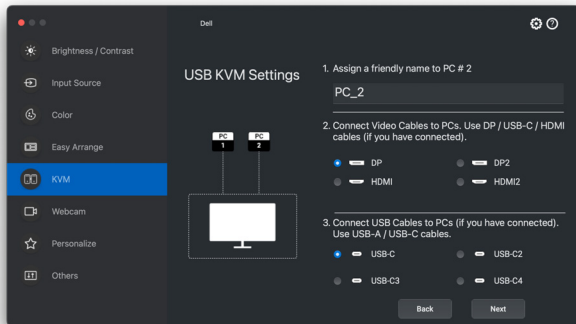 Dell
Brightness / Contrast
Input Source
Color
Easy Arrange
KVM
Webcam
Personalize
Others
USB KVM Settings
PC
1
PC
2
1. Assign a friendly name to PC # 2
PC_2
2. Connect Video Cables to PCs. Use DP / USB-C / HDMI
cables (if you have connected).
DP
DP2
HDMI
HDMI2
3. Connect USB Cables to PCs (if you have connected).
Use USB-A / USB-C cables.
USB-C
USB-C2
USB-C3
USB-C4
Back
Next